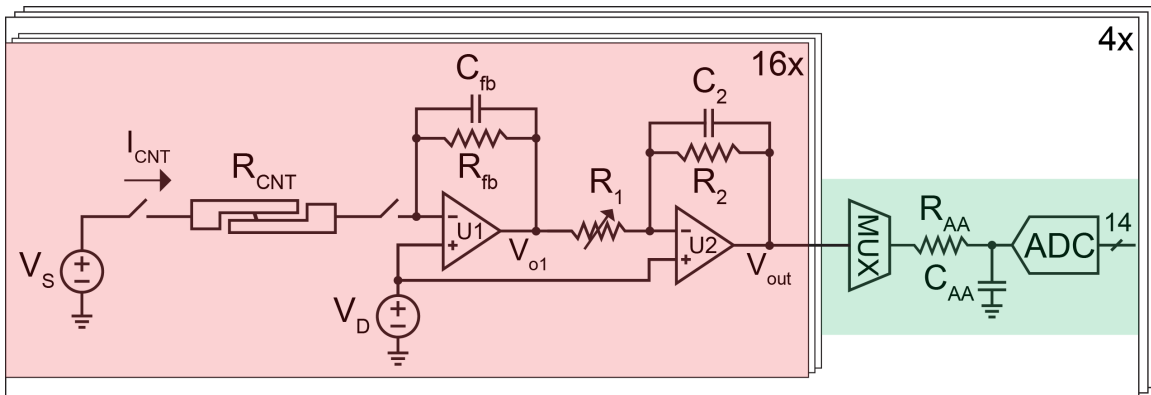 4x
16x
C_fb
C_2
I_CNT
R_CNT
R_fb
R_1
R_2
R_AA
14
U1
U2
MUX
ADC
V_o1
V_out
C_AA
V_S
V_D